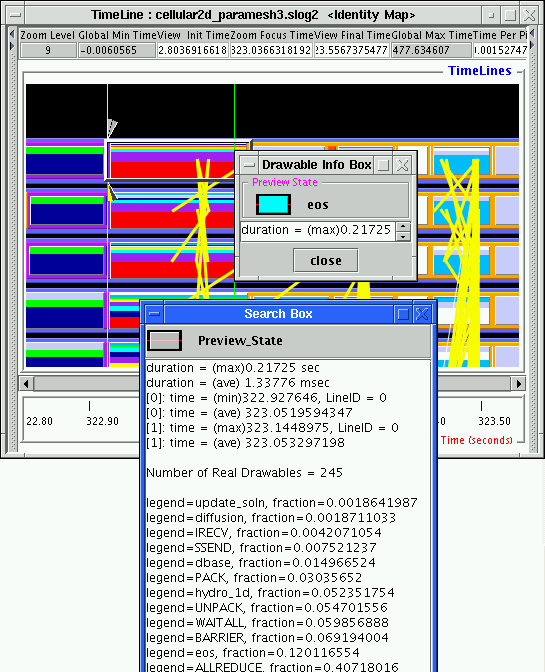 TimeLine : cellular2d_paramesh3.slog2 <Identity Map>
Zoom Level Global Min Time View Init Time Zoom Focus Time View Final Time Global Max Time Time Per Pi
9 -0.0060565 2.8036916618 323.0366318192 23.5567375477 477.634607 .00152747
TimeLines
Drawable Info Box
Preview State
eos
duration = (max)0.21725
close
Search Box
Preview_State
duration = (max)0.21725 sec
duration = (ave) 1.33776 msec
[0]: time = (min)322.927646, LineID = 0
[0]: time = (ave) 323.0519594347
[1]: time = (max)323.1448975, LineID = 0
[1]: time = (ave) 323.053297198
Number of Real Drawables = 245
legend=update_soln, fraction=0.0018641987
legend=diffusion, fraction=0.0018711033
legend=IRECV, fraction=0.0042071054
legend=SSEND, fraction=0.007521237
legend=dbase, fraction=0.014966524
legend=PACK, fraction=0.03035652
legend=hydro_1d, fraction=0.052351754
legend=UNPACK, fraction=0.054701556
legend=WAITALL, fraction=0.059856888
legend=BARRIER, fraction=0.069194004
legend=eos, fraction=0.120116554
legend=ALLREDUCE, fraction=0.40718016
22.80 322.90 40 323.50
Time (seconds)